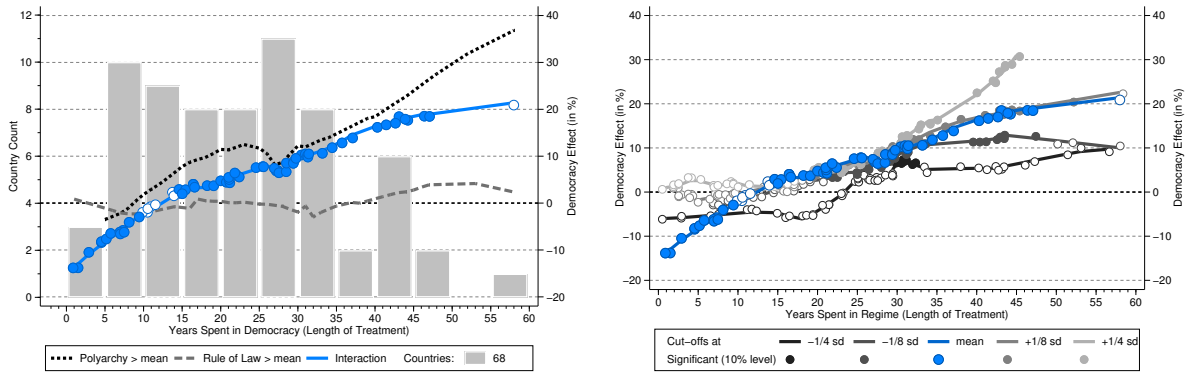 12
10
8
6
4
2
0
Country Count
40
30
20
10
0
−10
−20
Democracy Effect (in %)
0 5 10 15 20 25 30 35 40 45 50 55 60
Years Spent in Democracy (Length of Treatment)
Polyarchy > mean Rule of Law > mean Interaction Countries: 68
40
30
20
10
0
−10
−20
Democracy Effect (in %)
40
30
20
10
0
−10
−20
Democracy Effect (in %)
0 5 10 15 20 25 30 35 40 45 50 55 60
Years Spent in Regime (Length of Treatment)
Cut−offs at −1/4 sd −1/8 sd mean +1/8 sd +1/4 sd
Significant (10% level)